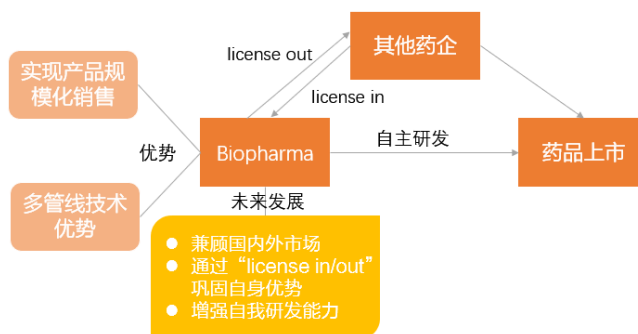 license out
其他药企
实现产品规
模化销售
license in
优势
Biopharma
自主研发
药品上市
多管线技术
优势
未来发展
● 兼顾国内外市场
● 通过“license in/out”
巩固自身优势
● 增强自我研发能力